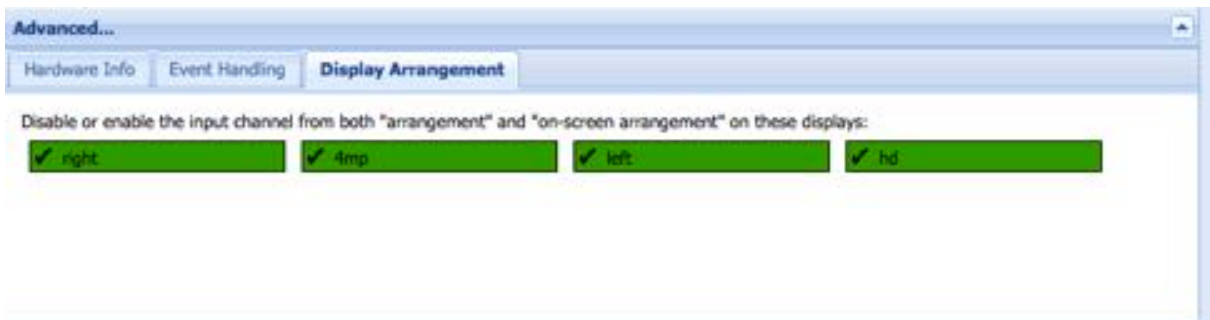 Advanced...
Hardware Info Event Handling Display Arrangement
Disable or enable the input channel from both "arrangement" and "on-screen arrangement" on these displays:
right 4mp left hd